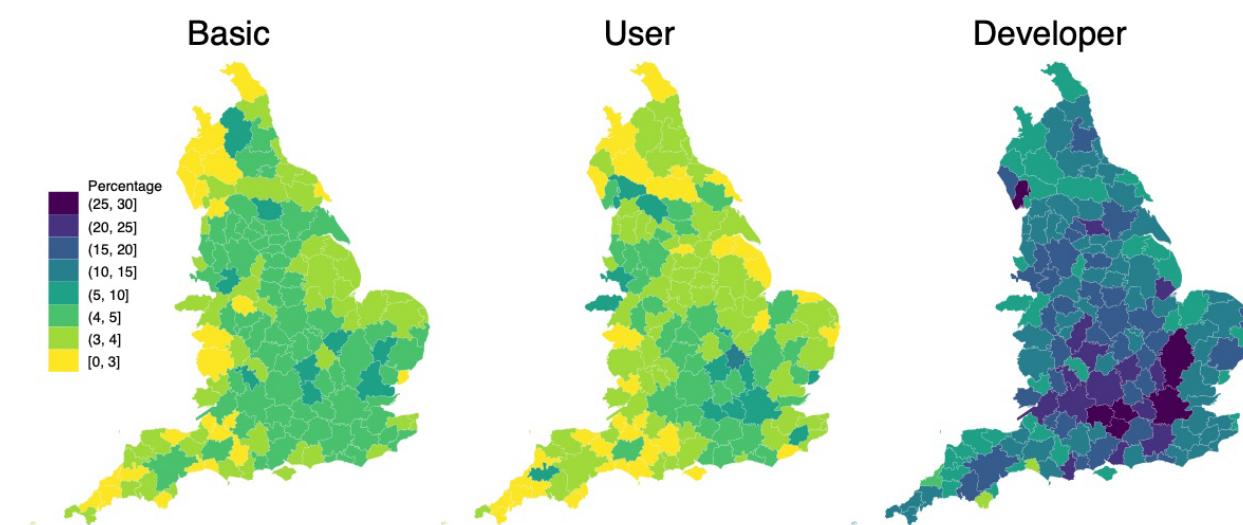 Basic
User
Developer
Percentage
(25, 30]
(20, 25]
(15, 20]
(10, 15]
(5, 10]
(4, 5]
(3, 4]
[0, 3]